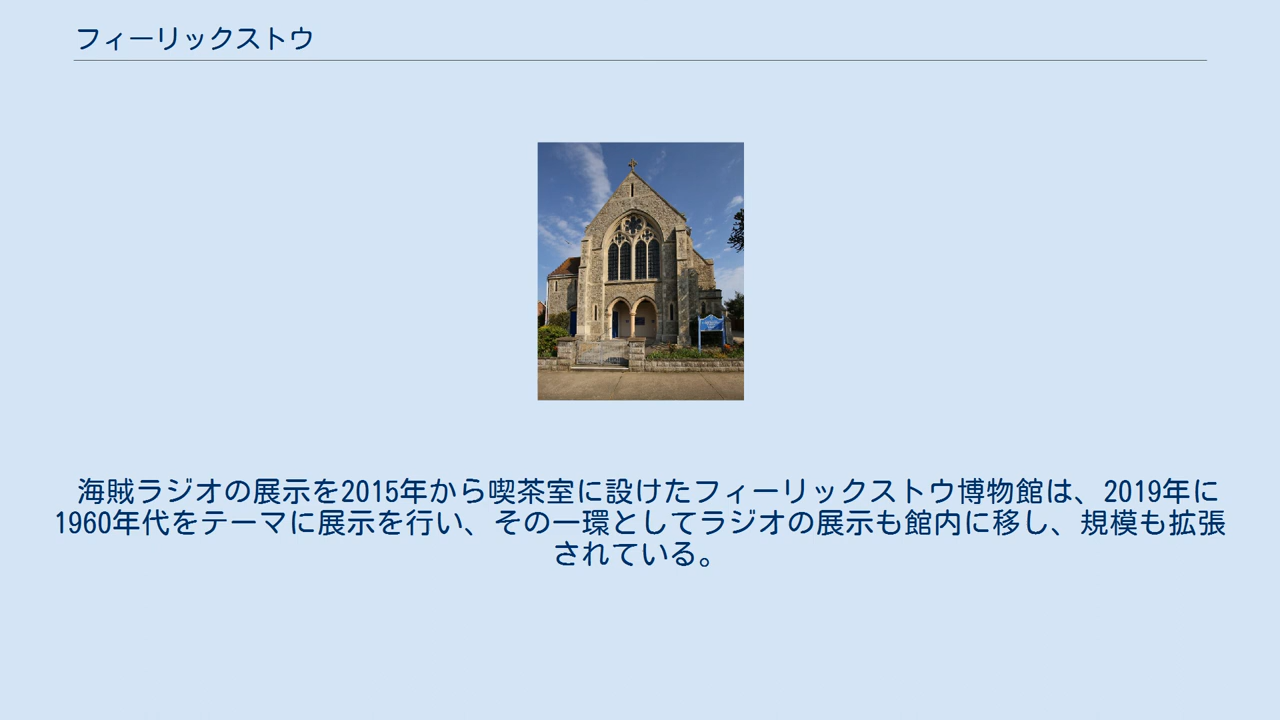 フィーリックストウ
海賊ラジオの展示を2015年から喫茶室に設けたフィーリックストウ博物館は、2019年に
1960年代をテーマに展示を行い、その一環としてラジオの展示も館内に移し、規模も拡張
されている。